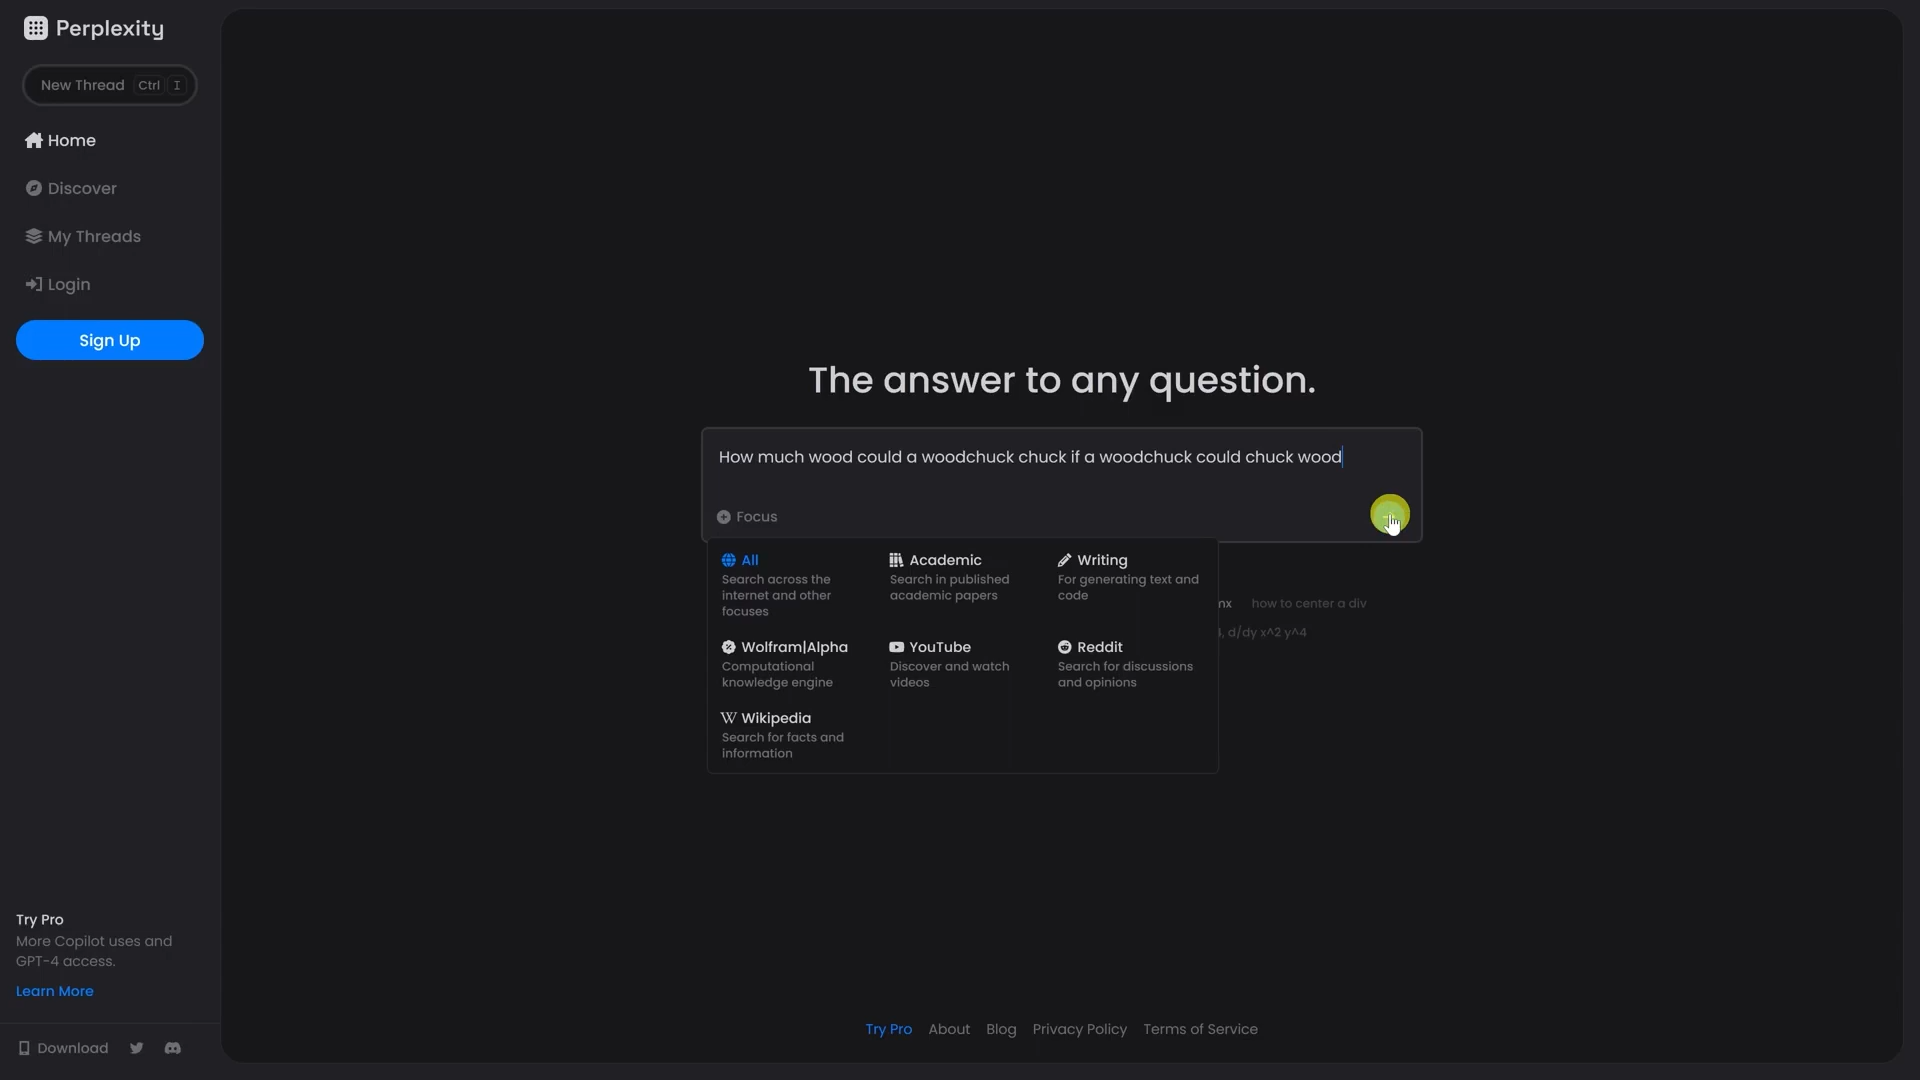 Perplexity
New Thread Ctrl I
Home
Discover
My Threads
Login
Sign Up
The answer to any question.
How much wood could a woodchuck chuck if a woodchuck could chuck wood
Focus
All
Search across the
internet and other
focuses
Academic
Search in published
academic papers
Writing
For generating text and
code
Wolfram|Alpha
Computational
knowledge engine
YouTube
Discover and watch
videos
Reddit
Search for discussions
and opinions
W Wikipedia
Search for facts and
information
how to center a div
d/dy x^2 y^4
Try Pro
More Copilot uses and
GPT-4 access.
Learn More
Download
Try Pro About Blog Privacy Policy Terms of Service